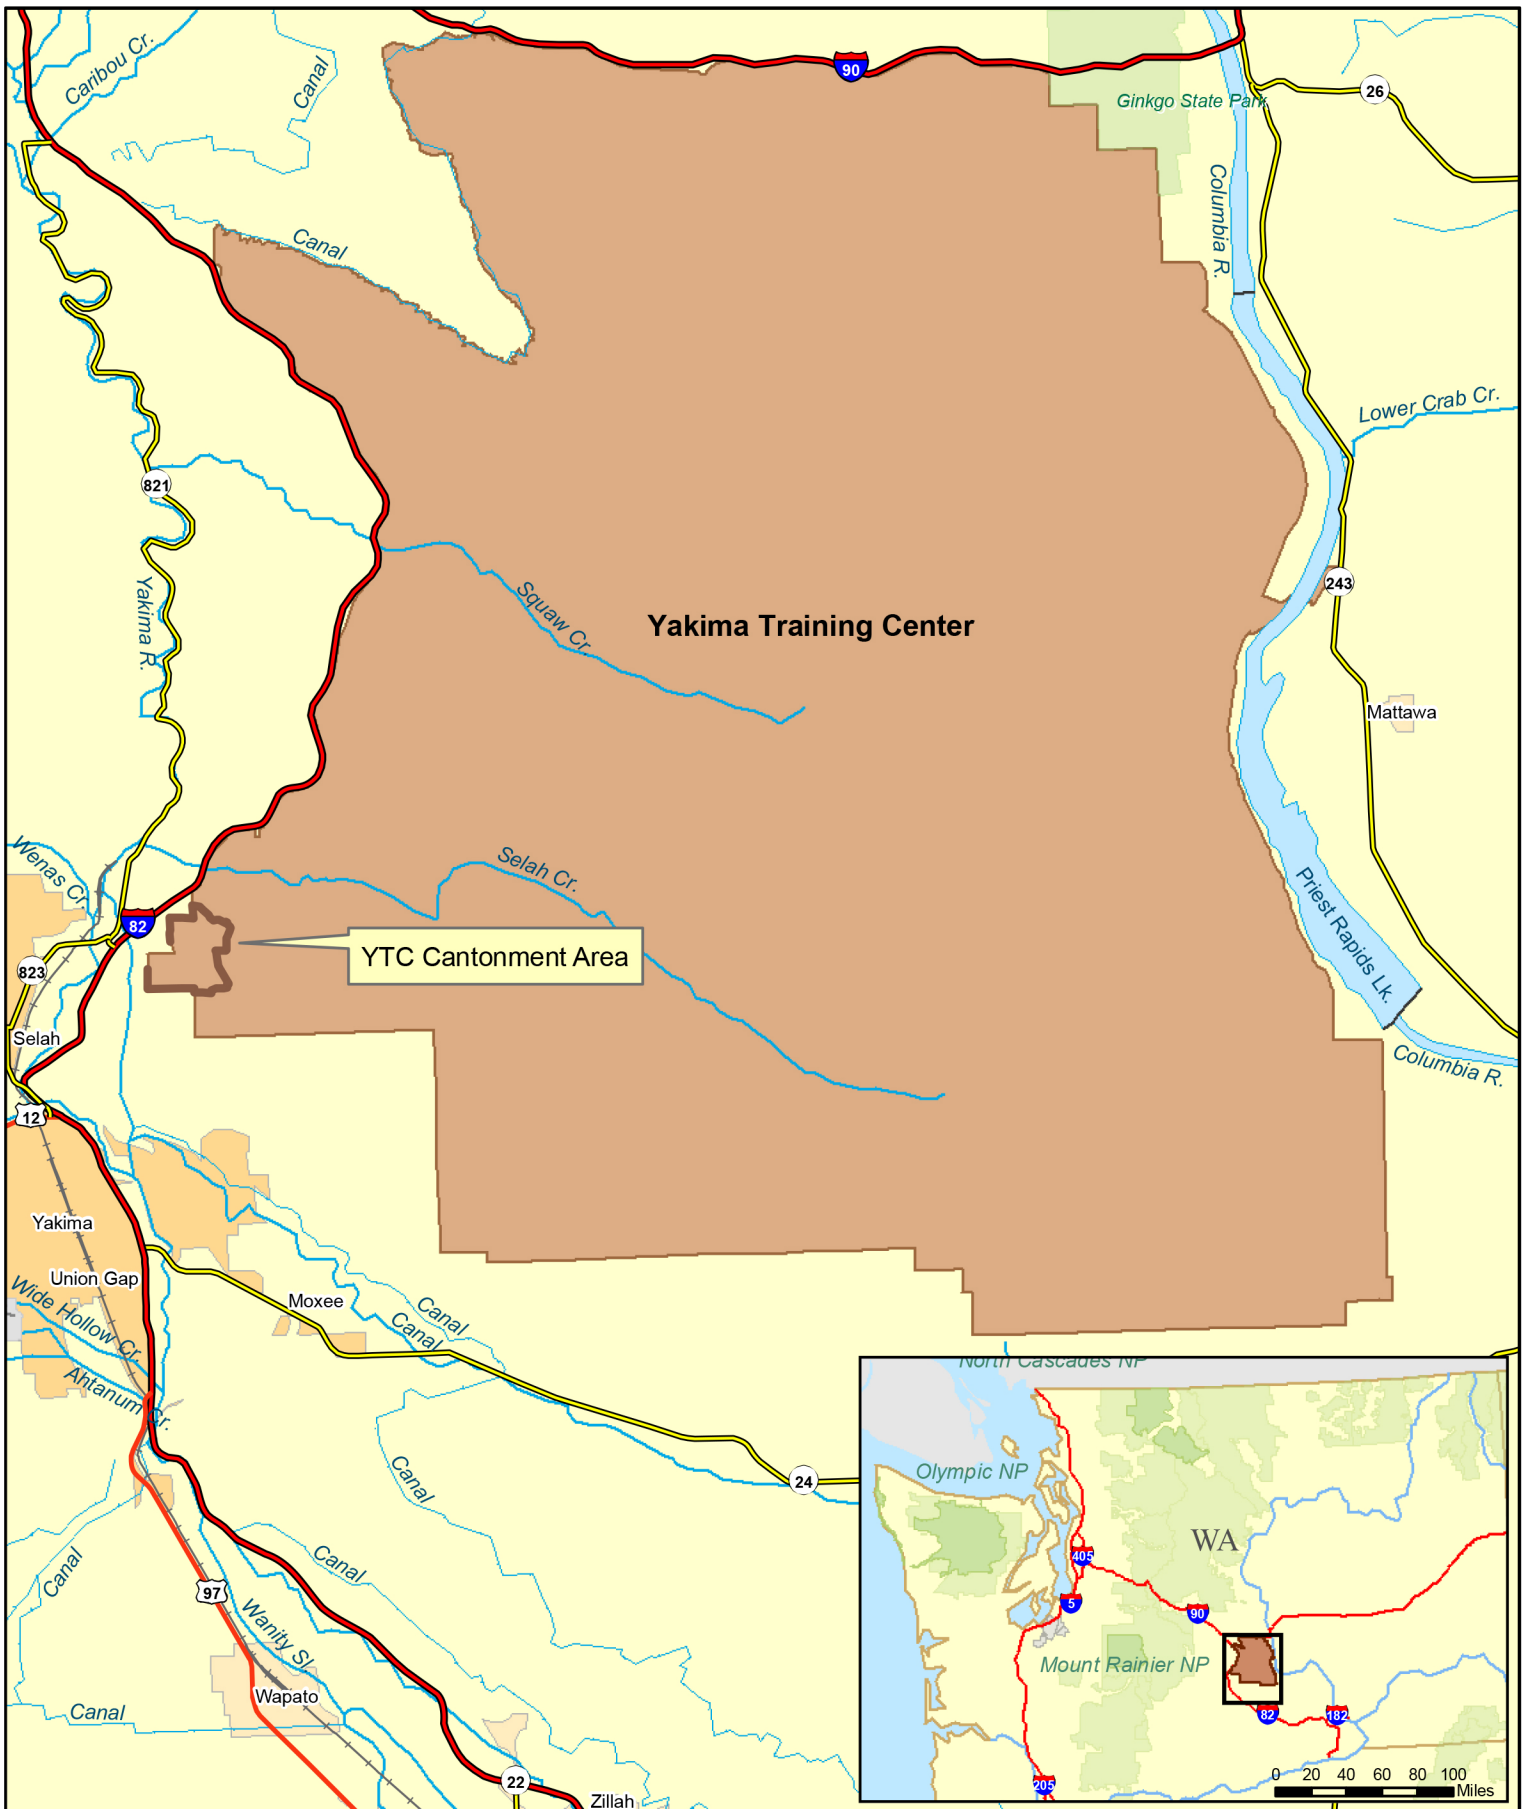 Caribou Cr.
Canal
90
Ginkgo State Park
26
Columbia R.
Canal
Lower Crab Cr.
821
Yakima R.
Squaw Cr.
Yakima Training Center
243
Mattawa
Wenas Cr.
Selah Cr.
Priest Rapids Lk.
82
YTC Cantonment Area
823
Selah
Columbia R.
12
Yakima
Union Gap
Wide Hollow Cr.
Moxee
Canal
Canal
Ahtanum Cr.
Canal
24
Canal
Canal
97
Wanity Sl.
Wapato
Canal
22
Zillah
North Cascades NP
Olympic NP
WA
405
5
90
Mount Rainier NP
82
182
205
0 20 40 60 80 100
Miles